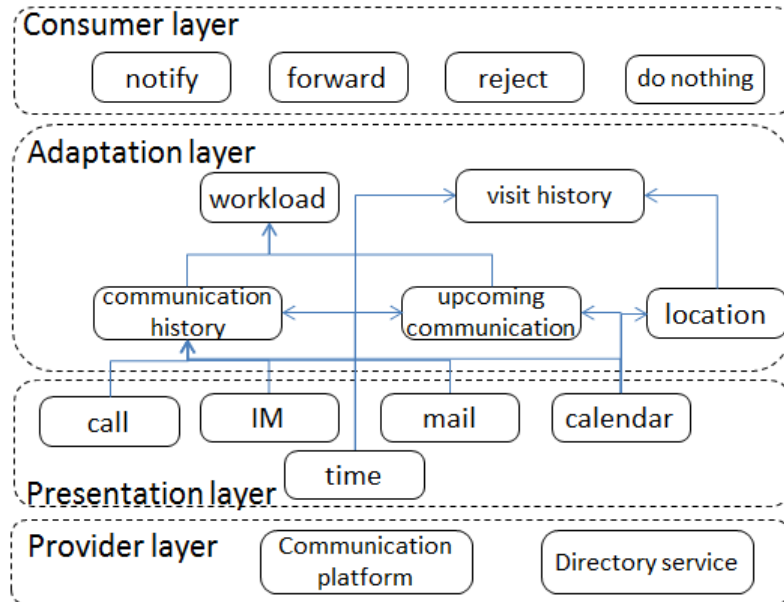 Consumer layer
notify
forward
reject
do nothing
Adaptation layer
workload
visit history
communication
history
upcoming
communication
location
call
IM
mail
calendar
time
Presentation layer
Provider layer
Communication
platform
Directory service